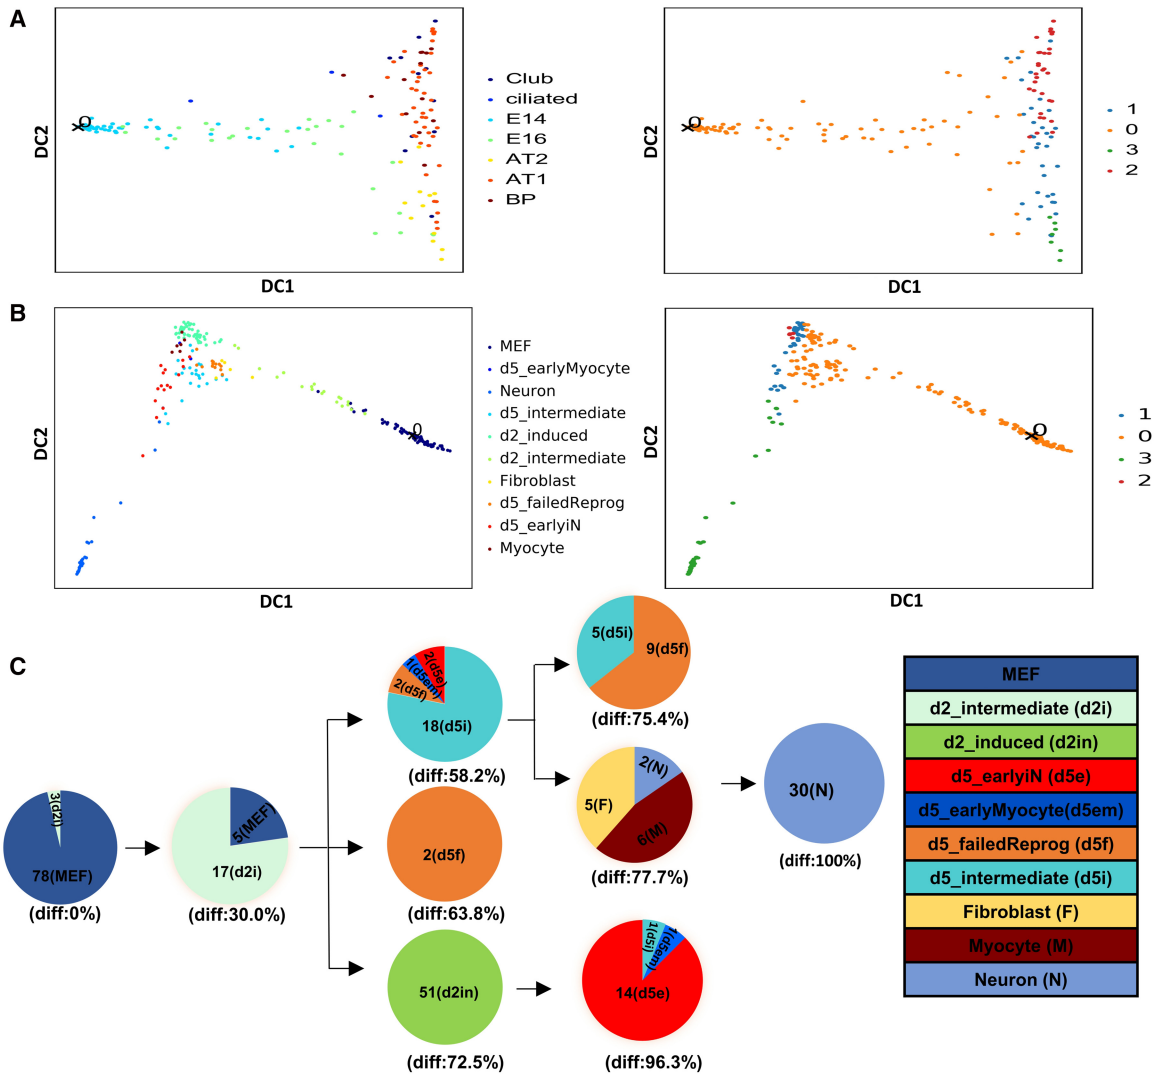 A
DC2
O
DC1
Club
ciliated
E14
E16
AT2
AT1
BP
DC2
O
DC1
1
0
3
2
B
DC2
0
DC1
MEF
d5_earlyMyocyte
Neuron
d5_intermediate
d2_induced
d2_intermediate
Fibroblast
d5_failedReprog
d5_earlyiN
Myocyte
DC2
O
DC1
1
0
3
2
C
3(d2i)
78(MEF)
(diff:0%)
5(MEF)
17(d2i)
(diff:30.0%)
2(d5e)
1(d5em)
2(d5f)
18(d5i)
(diff:58.2%)
2(d5f)
(diff:63.8%)
51(d2in)
(diff:72.5%)
5(d5i)
9(d5f)
(diff:75.4%)
2(N)
5(F)
6(M)
(diff:77.7%)
1(d5i)
1(d5em)
14(d5e)
(diff:96.3%)
30(N)
(diff:100%)
MEF
d2_intermediate (d2i)
d2_induced (d2in)
d5_earlyiN (d5e)
d5_earlyMyocyte(d5em)
d5_failedReprog (d5f)
d5_intermediate (d5i)
Fibroblast (F)
Myocyte (M)
Neuron (N)